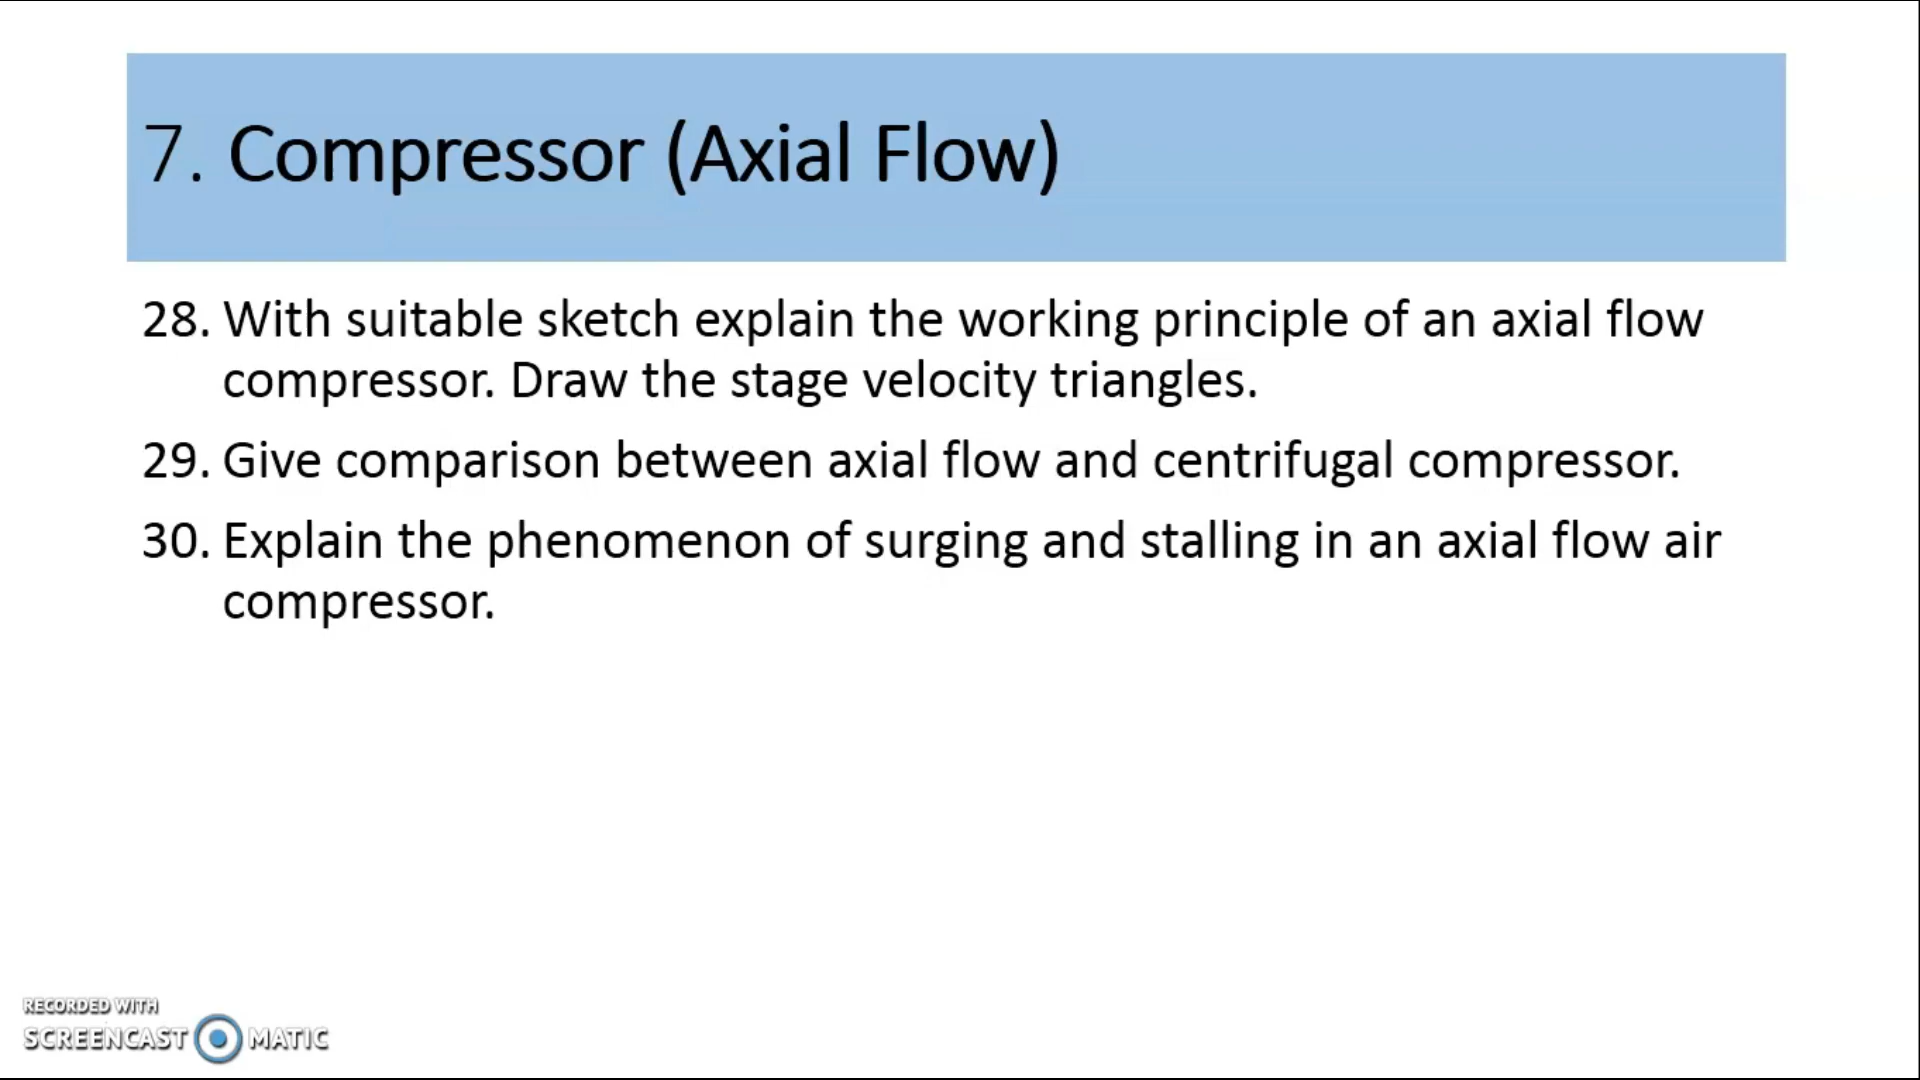 7. Compressor (Axial Flow)
28. With suitable sketch explain the working principle of an axial flow
compressor. Draw the stage velocity triangles.
29. Give comparison between axial flow and centrifugal compressor.
30. Explain the phenomenon of surging and stalling in an axial flow air
compressor.
RECORDED WITH
SCREENCAST MATIC